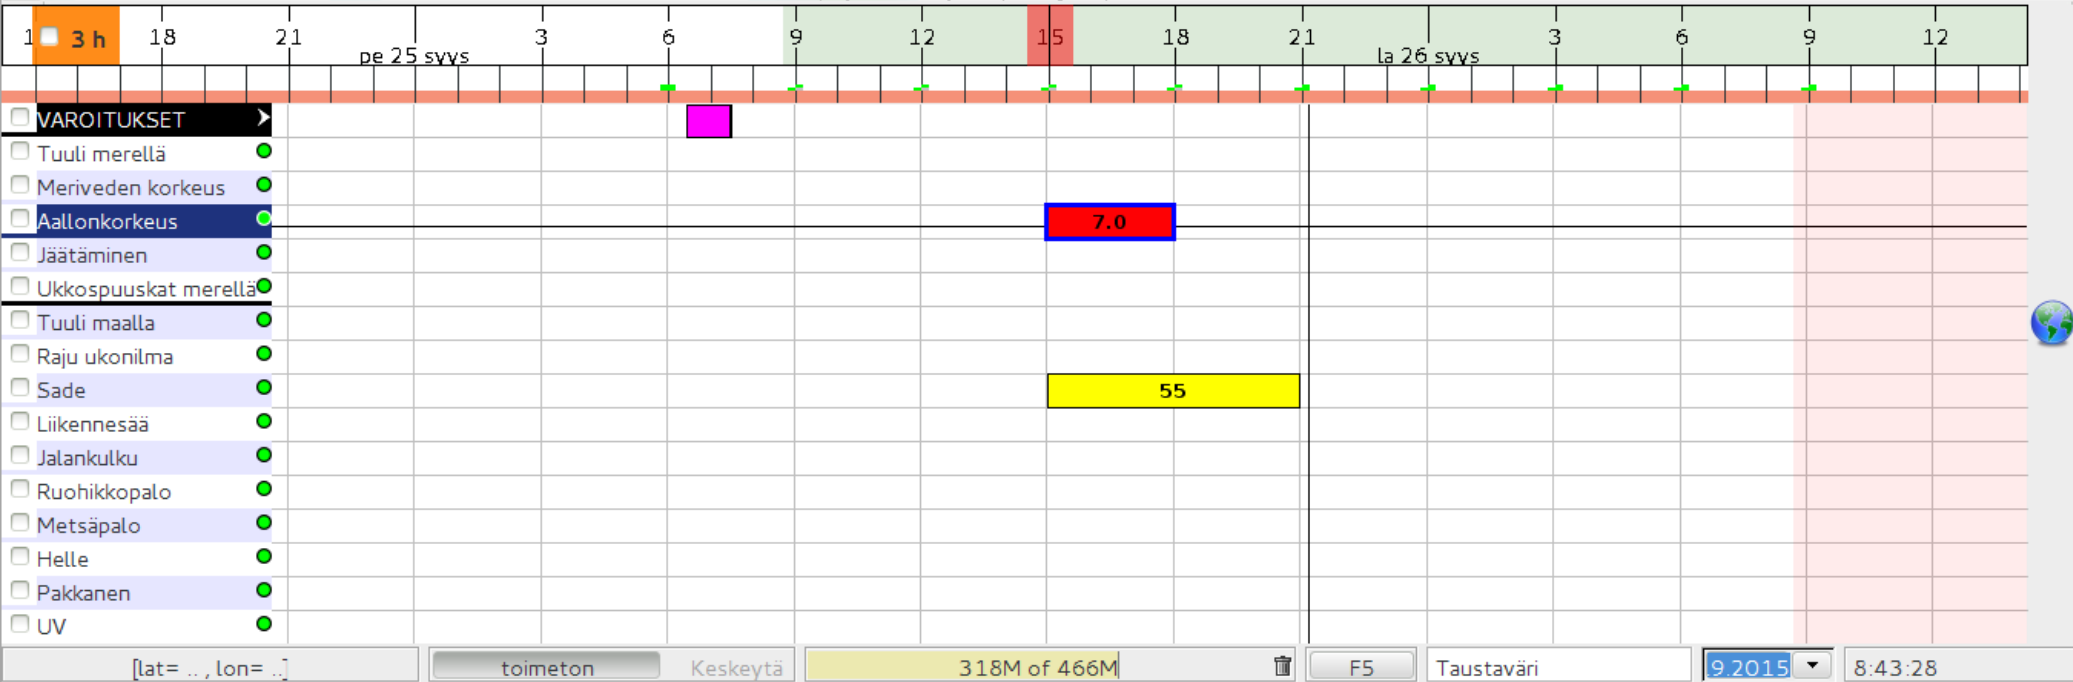 3 h 18 21 3 6 9 12 15 18 21 3 6 9 12
pe 25 syys la 26 syys
VAROITUKSET
Tuuli merellä
Meriveden korkeus
Aallonkorkeus 7.0
Jäätäminen
Ukkospuuskat merellä
Tuuli maalla
Raju ukonilma
Sade 55
Liikennesää
Jalankulku
Ruohikkopalo
Metsäpalo
Helle
Pakkanen
UV
[lat= .. , lon= ..] toimeton Keskeytä 318M of 466M F5 Taustaväri .9.2015 8:43:28